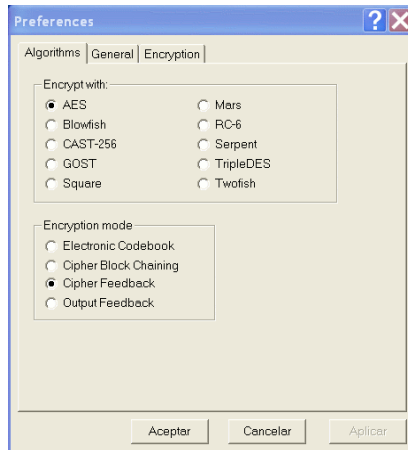 Preferences
Algorithms General Encryption
Encrypt with:
AES Mars
Blowfish RC-6
CAST-256 Serpent
GOST TripleDES
Square Twofish
Encryption mode
Electronic Codebook
Cipher Block Chaining
Cipher Feedback
Output Feedback
Aceptar Cancelar Aplicar